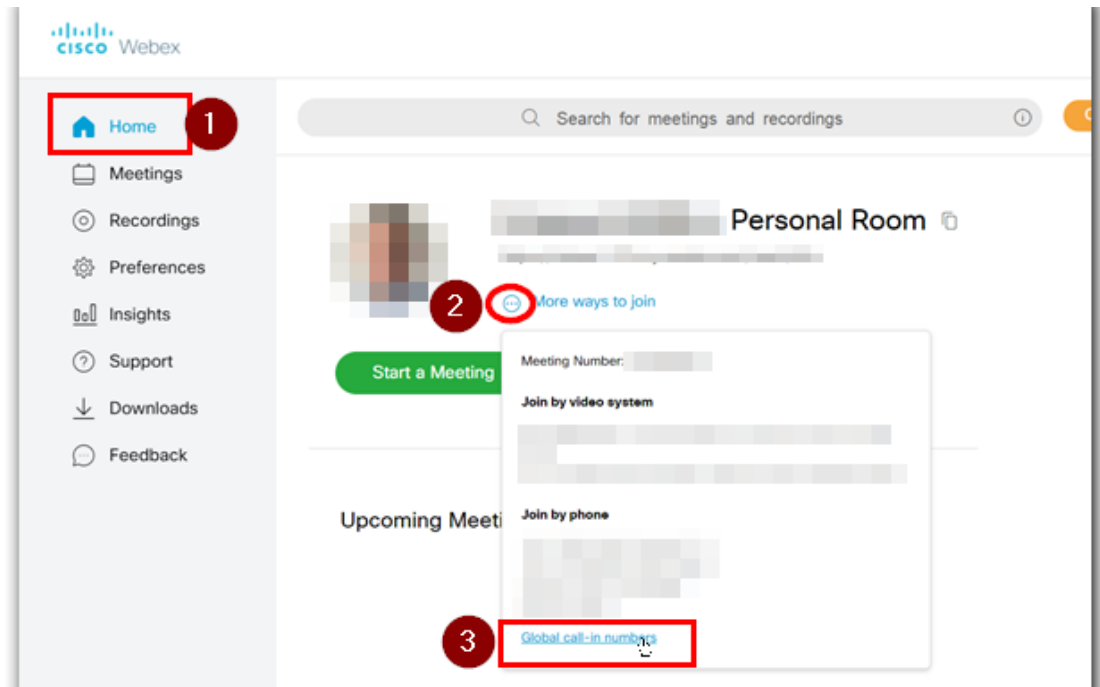 cisco Webex
Home
1
Search for meetings and recordings
Meetings
Recordings
Preferences
Insights
Support
Downloads
Feedback
Personal Room
2
More ways to join
Start a Meeting
Meeting Number:
Join by video system
Upcoming Meeti
Join by phone
3
Global call-in numbers